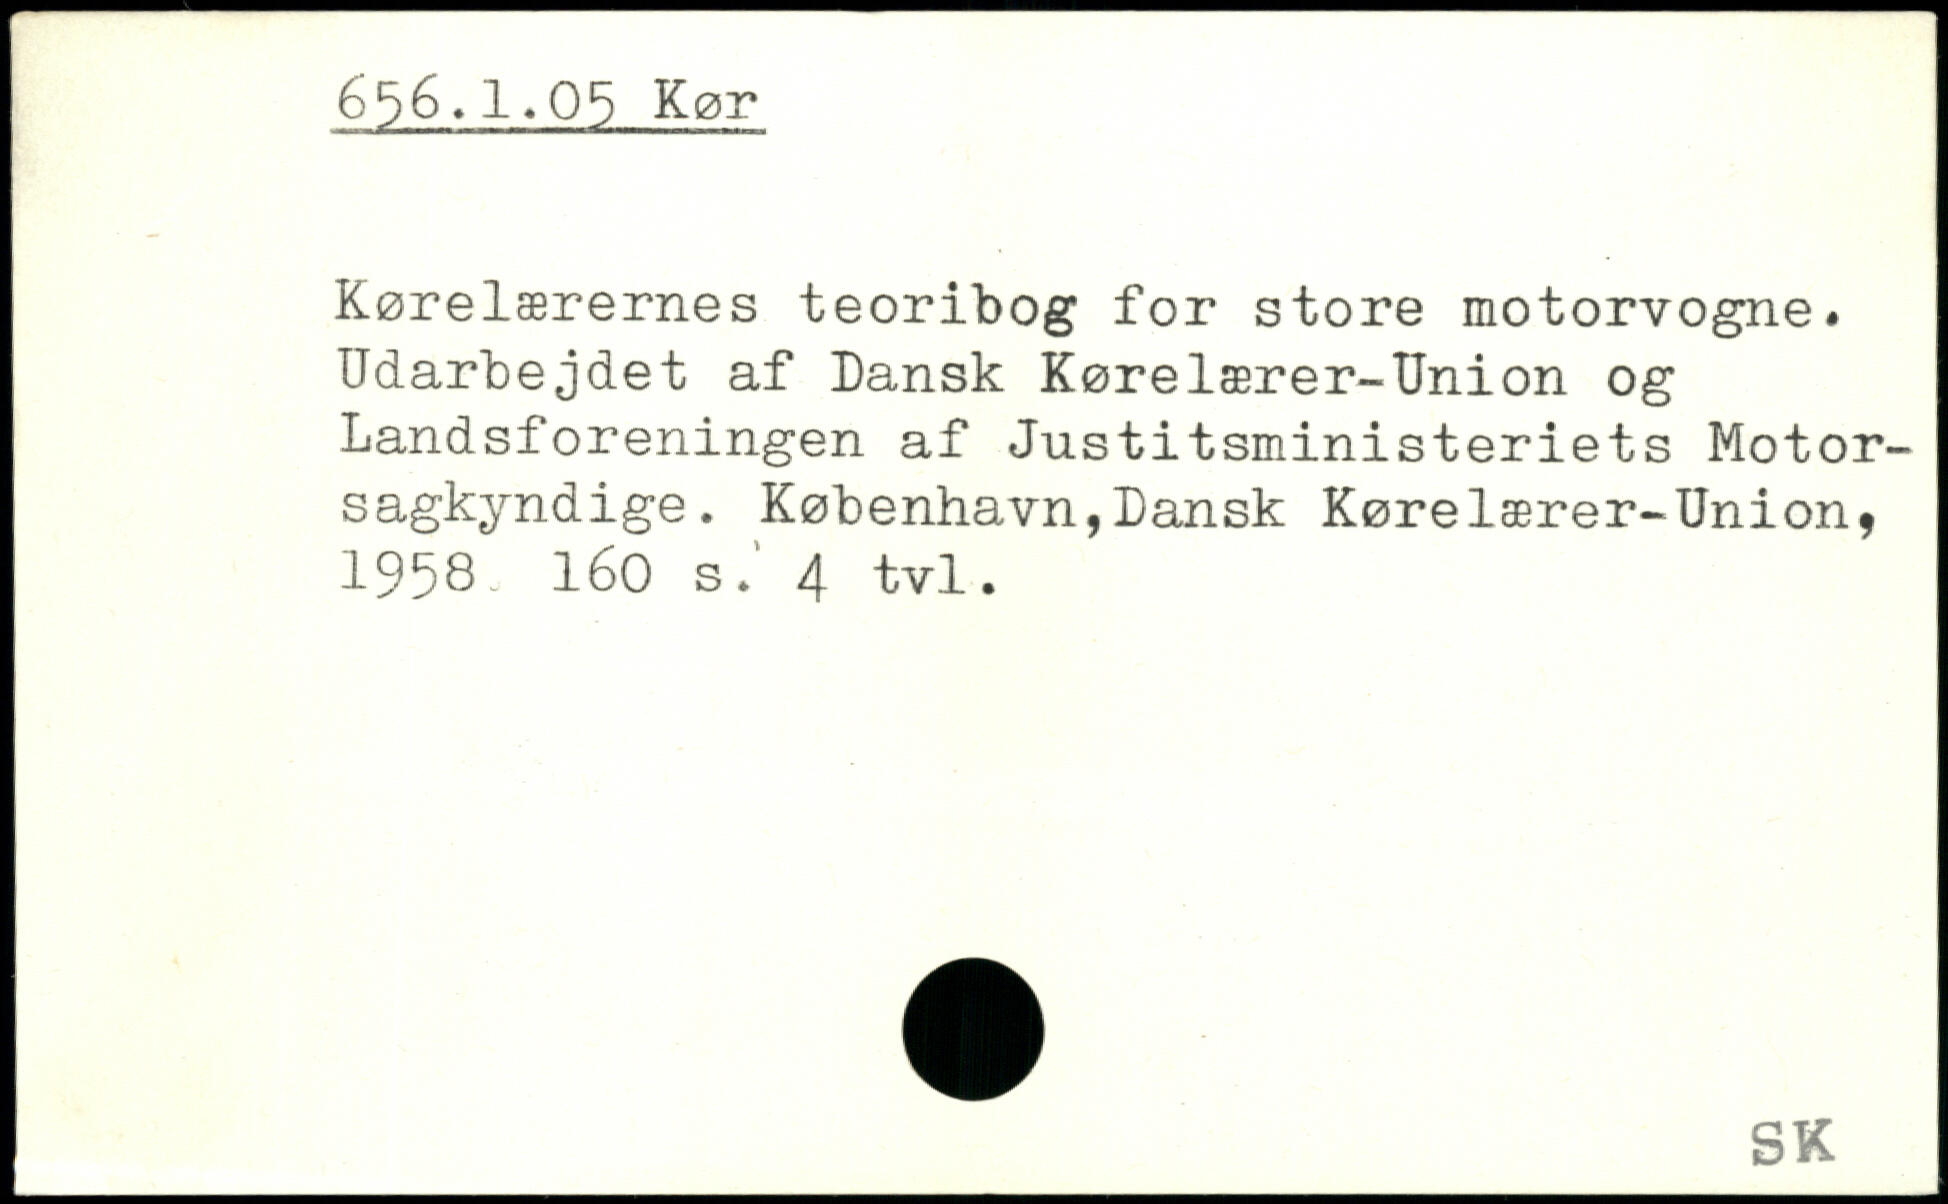 656.1.05 Kør
Kørelærernes teoribog for store motorvogne.
Udarbejdet af Dansk Kørelærer-Union og
Landsforeningen af Justitsministeriets Motor-
sagkyndige. København,Dansk Kørelærer-Union,
1958. 160 s. 4 tvl.
SK